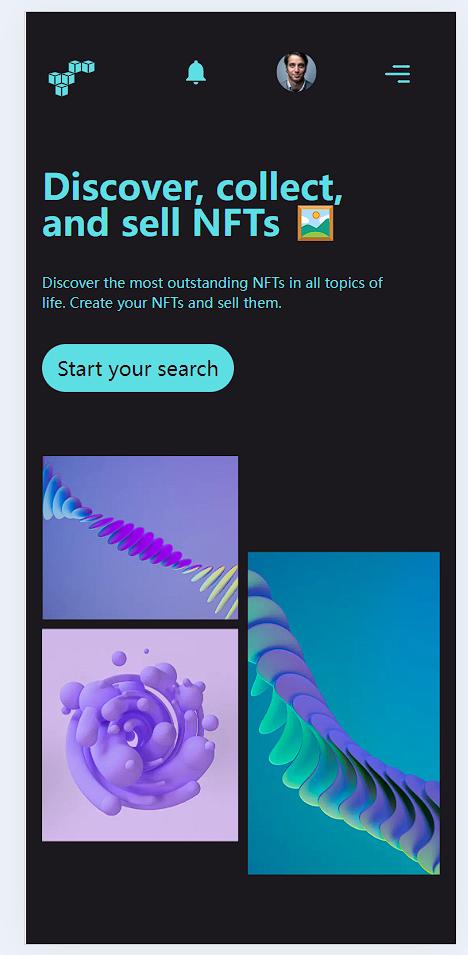 Discover, collect,
and sell NFTs 🖼️
Discover the most outstanding NFTs in all topics of
life. Create your NFTs and sell them.
Start your search